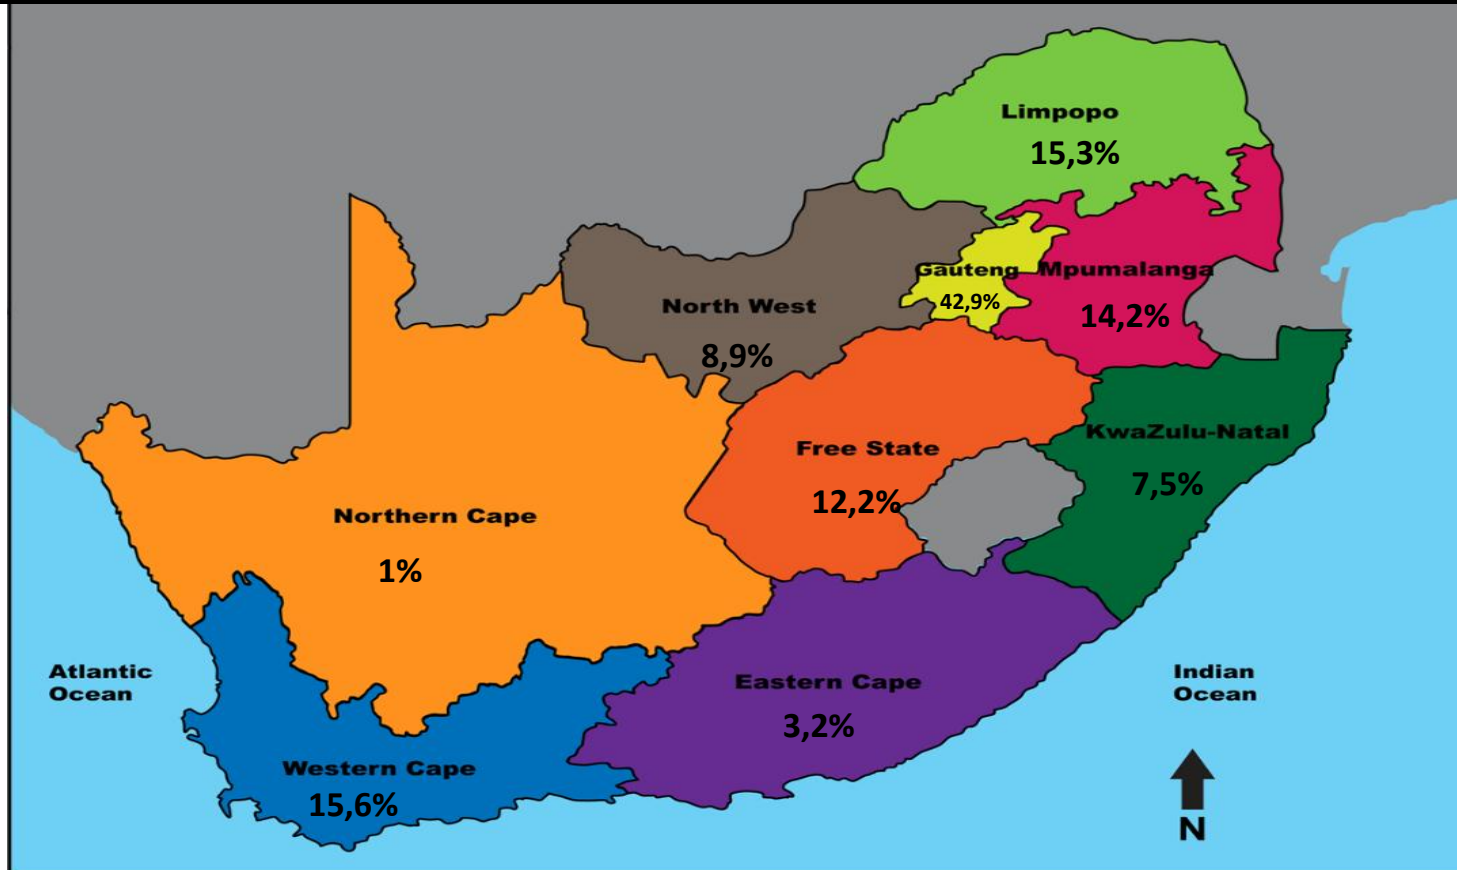 Limpopo
15,3%
Gauteng
42,9%
Mpumalanga
14,2%
North West
8,9%
KwaZulu-Natal
7,5%
Free State
12,2%
Northern Cape
1%
Eastern Cape
3,2%
Western Cape
15,6%
Atlantic
Ocean
Indian
Ocean
N